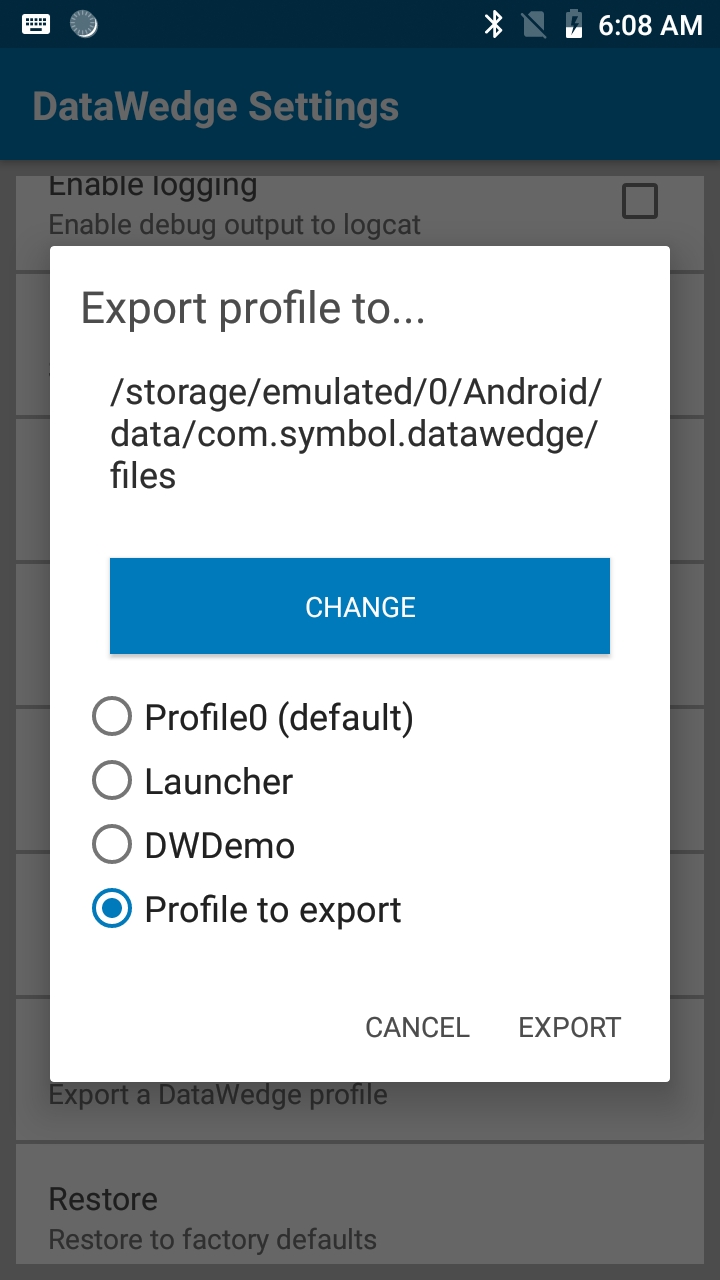 6:08 AM
DataWedge Settings
Enable logging
Enable debug output to logcat
Export profile to...
/storage/emulated/0/Android/
data/com.symbol.datawedge/
files
CHANGE
Profile0 (default)
Launcher
DWDemo
Profile to export
CANCEL EXPORT
Export a DataWedge profile
Restore
Restore to factory defaults